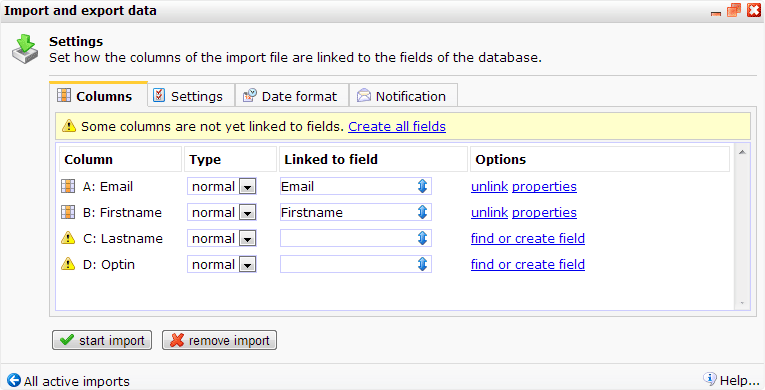 Import and export data
Settings
Set how the columns of the import file are linked to the fields of the database.
Columns Settings Date format Notification
Some columns are not yet linked to fields. Create all fields
Column Type Linked to field Options
A: Email normal Email unlink properties
B: Firstname normal Firstname unlink properties
C: Lastname normal find or create field
D: Optin normal find or create field
start import remove import
All active imports Help...